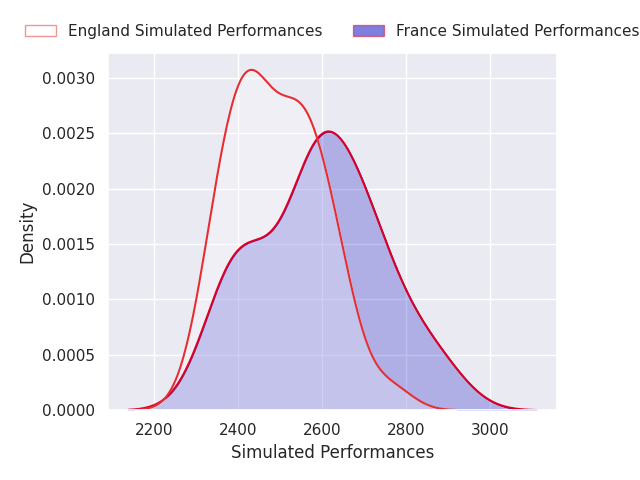 England Simulated Performances
France Simulated Performances
0.0030
0.0025
0.0020
0.0015
0.0010
0.0005
0.0000
Density
2200 2400 2600 2800 3000
Simulated Performances